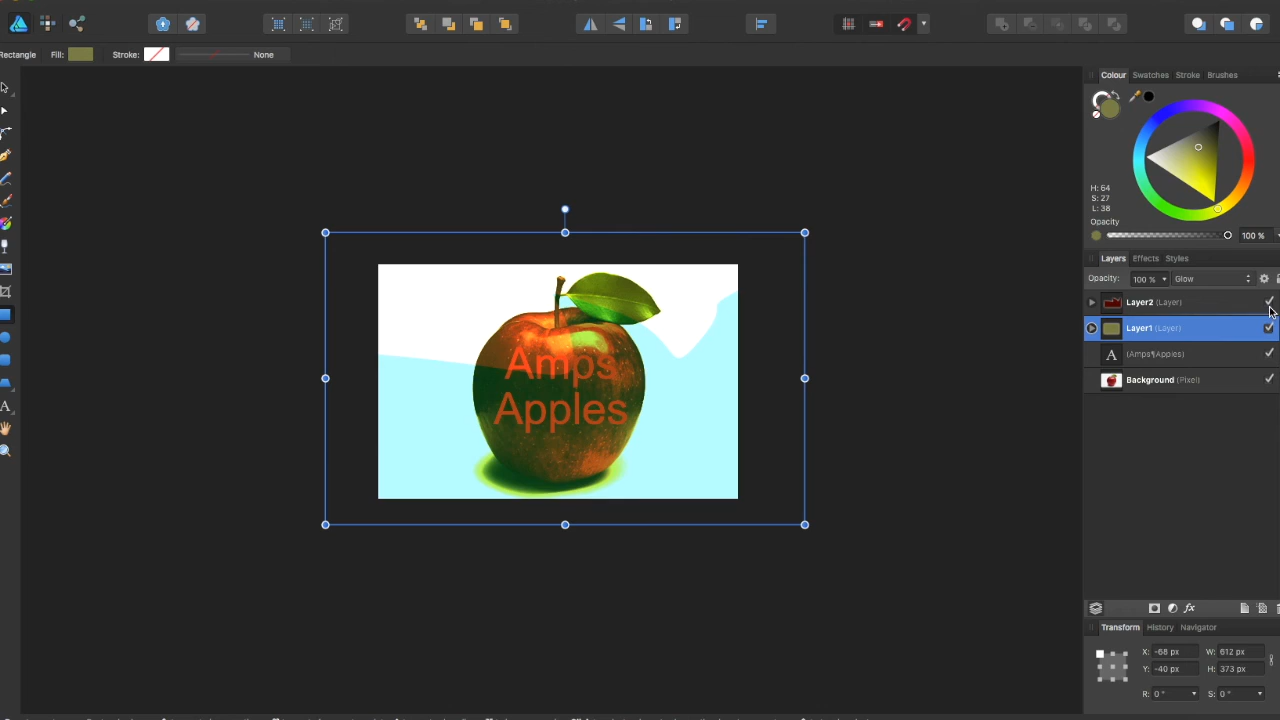 Rectangle Fill: Stroke: None
Colour Swatches Stroke Brushes
H: 64
S: 27
L: 38
Opacity
100 %
Layers Effects Styles
Opacity: 100 % Glow
Layer2 (Layer)
Layer1 (Layer)
A (Amps¶Apples)
Background (Pixel)
Amps
Apples
A
fx
Transform History Navigator
X: -68 px W: 612 px
Y: -40 px H: 373 px
R: 0 ° S: 0 °